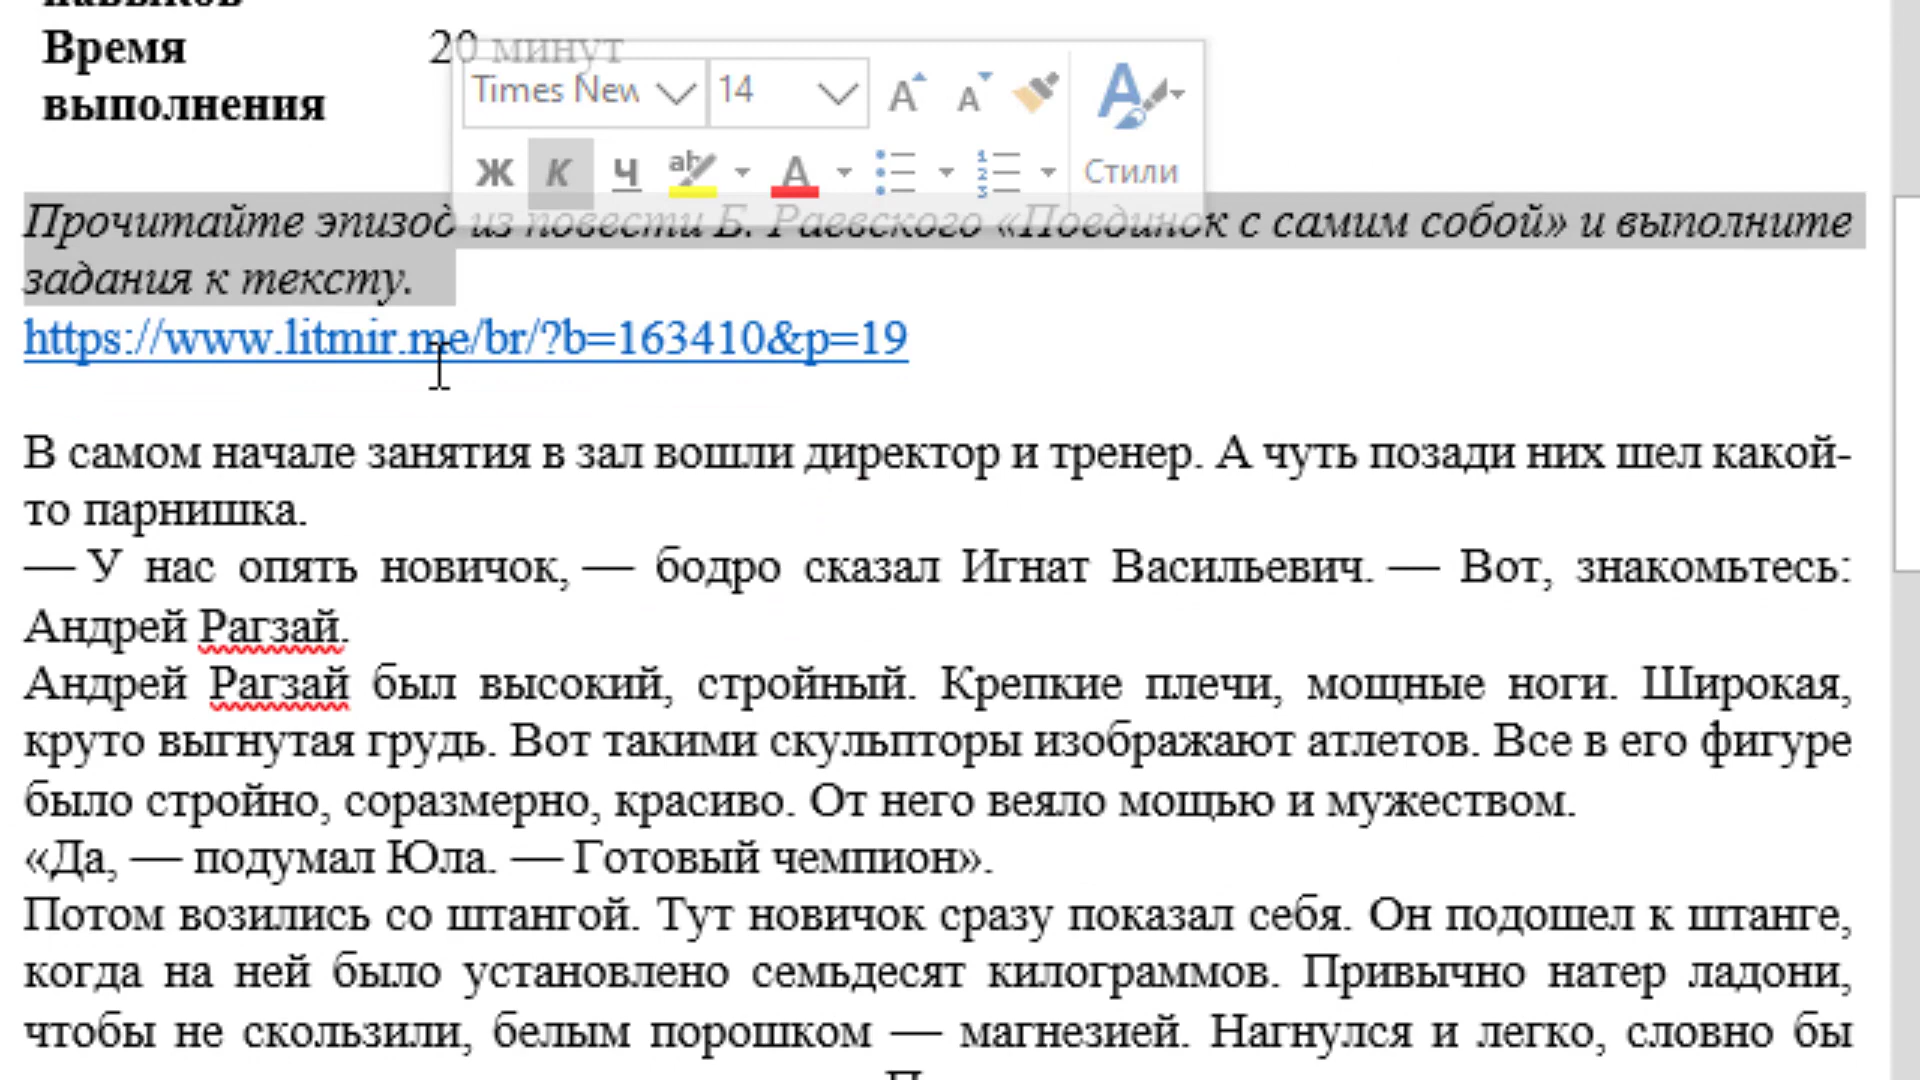 навыков
Время 20 минут
выполнения
Times New 14
Ж К Ч ab А Стили
Прочитайте эпизод из повести Б. Раевского «Поединок с самим собой» и выполните
задания к тексту.
https://www.litmir.me/br/?b=163410&p=19
В самом начале занятия в зал вошли директор и тренер. А чуть позади них шел какой-
то парнишка.
— У нас опять новичок, — бодро сказал Игнат Васильевич. — Вот, знакомьтесь:
Андрей Рагзай.
Андрей Рагзай был высокий, стройный. Крепкие плечи, мощные ноги. Широкая,
круто выгнутая грудь. Вот такими скульпторы изображают атлетов. Все в его фигуре
было стройно, соразмерно, красиво. От него веяло мощью и мужеством.
«Да, — подумал Юла. — Готовый чемпион».
Потом возились со штангой. Тут новичок сразу показал себя. Он подошел к штанге,
когда на ней было установлено семьдесят килограммов. Привычно натер ладони,
чтобы не скользили, белым порошком — магнезией. Нагнулся и легко, словно бы